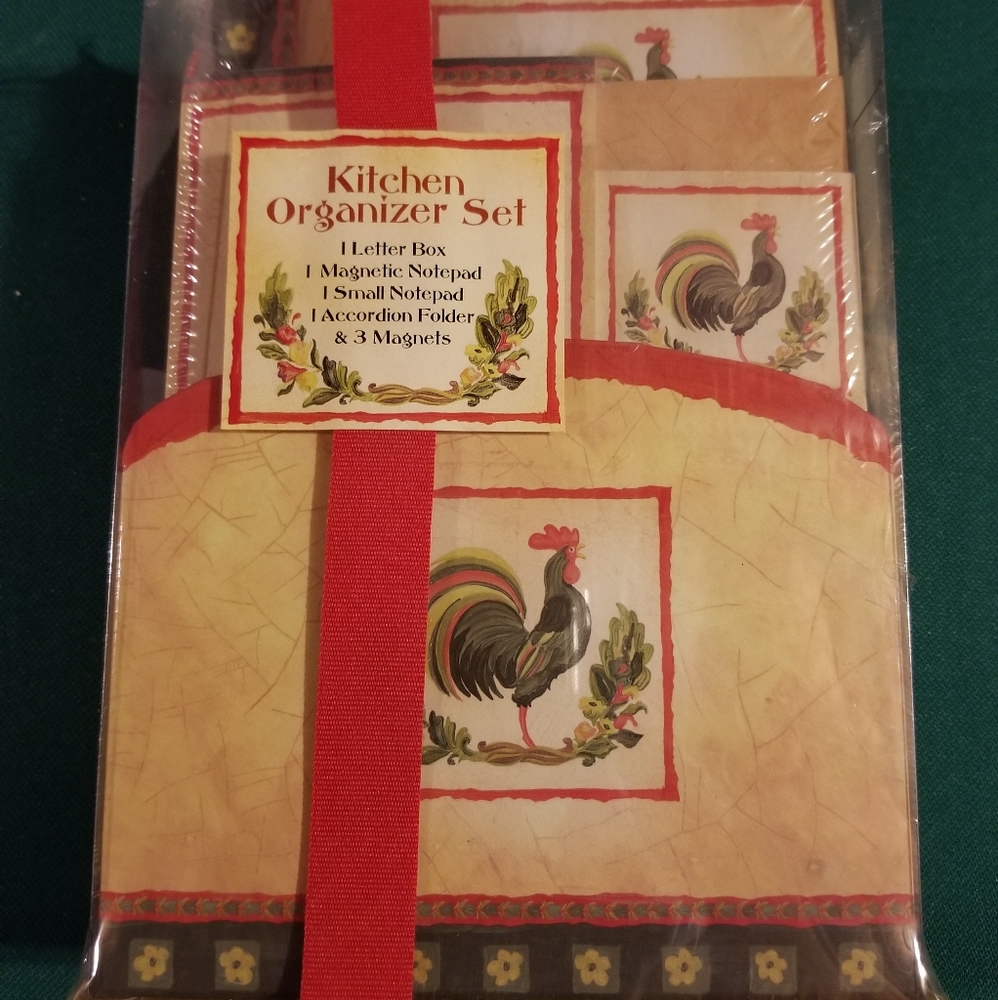 Kitchen
Organizer Set
1 Letter Box
1 Magnetic Notepad
1 Small Notepad
1 Accordion Folder
& 3 Magnets